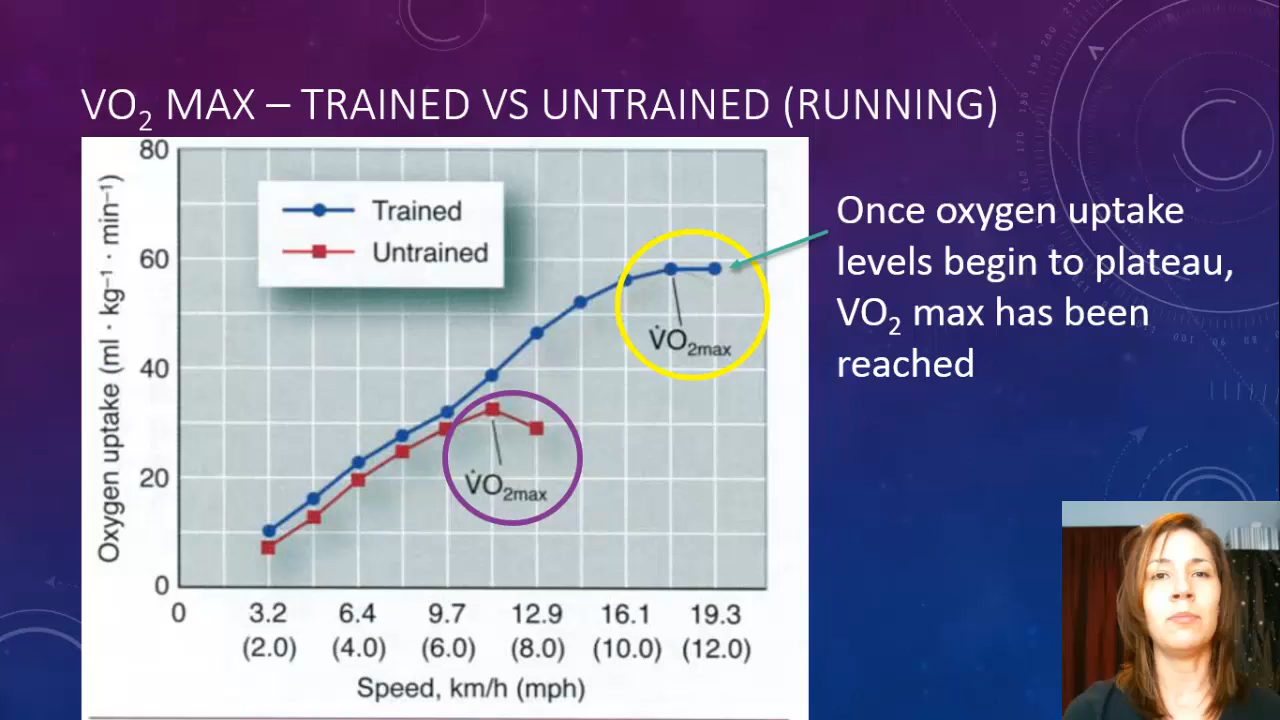 VO₂ MAX – TRAINED VS UNTRAINED (RUNNING)
80
60
40
20
0
Oxygen uptake (ml · kg⁻¹ · min⁻¹)
Trained
Untrained
V̇O₂max
V̇O₂max
0 3.2 6.4 9.7 12.9 16.1 19.3
(2.0) (4.0) (6.0) (8.0) (10.0) (12.0)
Speed, km/h (mph)
Once oxygen uptake
levels begin to plateau,
VO₂ max has been
reached